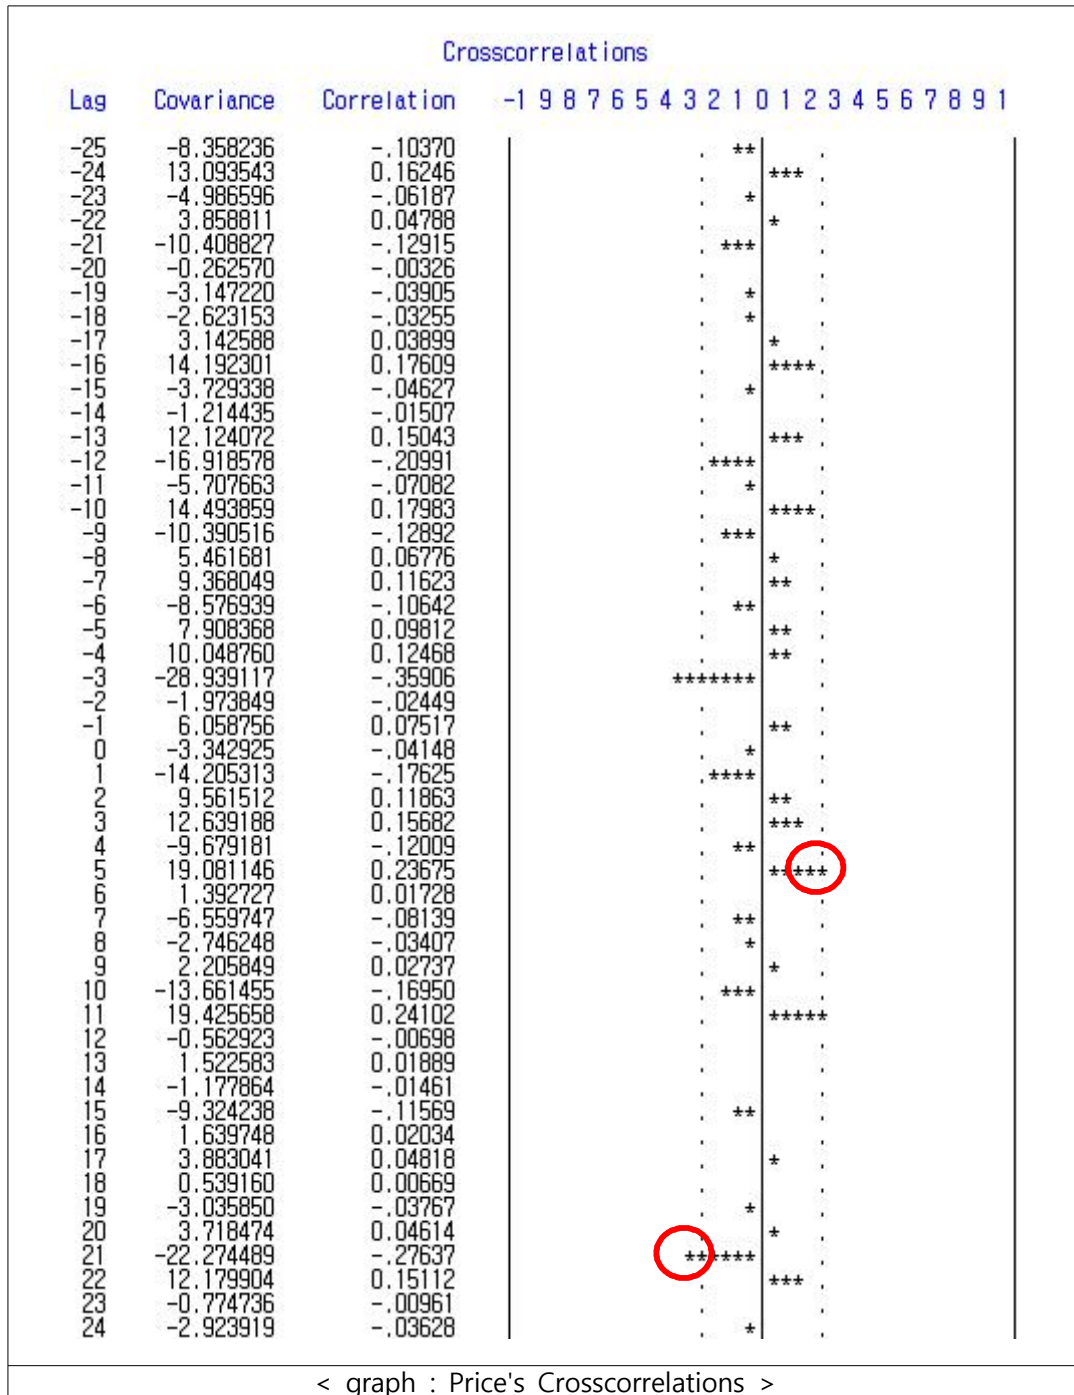 Crosscorrelations
Lag Covariance Correlation -1 9 8 7 6 5 4 3 2 1 0 1 2 3 4 5 6 7 8 9 1
-25 -8.358236 -.10370 . **| .
-24 13.093543 0.16246 . |*** .
-23 -4.986596 -.06187 . *| .
-22 3.858811 0.04788 . |* .
-21 -10.408827 -.12915 . ***| .
-20 -0.262570 -.00326 . | .
-19 -3.147220 -.03905 . *| .
-18 -2.623153 -.03255 . *| .
-17 3.142588 0.03899 . |* .
-16 14.192301 0.17609 . |****.
-15 -3.729338 -.04627 . *| .
-14 -1.214435 -.01507 . | .
-13 12.124072 0.15043 . |*** .
-12 -16.918578 -.20991 .****| .
-11 -5.707663 -.07082 . *| .
-10 14.493859 0.17983 . |****.
-9 -10.390516 -.12892 . ***| .
-8 5.461681 0.06776 . |* .
-7 9.368049 0.11623 . |** .
-6 -8.576939 -.10642 . **| .
-5 7.908368 0.09812 . |** .
-4 10.048760 0.12468 . |** .
-3 -28.939117 -.35906 *******| .
-2 -1.973849 -.02449 . | .
-1 6.058756 0.07517 . |** .
0 -3.342925 -.04148 . *| .
1 -14.205313 -.17625 .****| .
2 9.561512 0.11863 . |** .
3 12.639188 0.15682 . |*** .
4 -9.679181 -.12009 . **| .
5 19.081146 0.23675 . |*****
6 1.392727 0.01728 . | .
7 -6.559747 -.08139 . **| .
8 -2.746248 -.03407 . *| .
9 2.205849 0.02737 . |* .
10 -13.661455 -.16950 . ***| .
11 19.425658 0.24102 . |*****
12 -0.562923 -.00698 . | .
13 1.522583 0.01889 . | .
14 -1.177864 -.01461 . | .
15 -9.324238 -.11569 . **| .
16 1.639748 0.02034 . | .
17 3.883041 0.04818 . |* .
18 0.539160 0.00669 . | .
19 -3.035850 -.03767 . *| .
20 3.718474 0.04614 . |* .
21 -22.274489 -.27637 ******| .
22 12.179904 0.15112 . |*** .
23 -0.774736 -.00961 . | .
24 -2.923919 -.03628 . *| .
< graph : Price's Crosscorrelations >